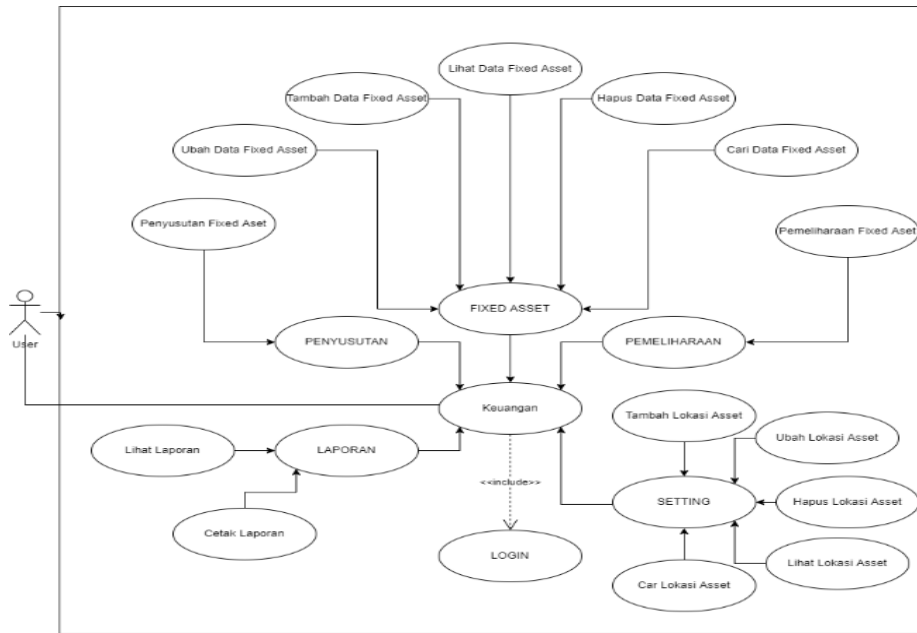 Lihat Data Fixed Asset
Tambah Data Fixed Asset
Hapus Data Fixed Asset
Ubah Data Fixed Asset
Cari Data Fixed Asset
Penyusutan Fixed Aset
Pemeliharaan Fixed Aset
FIXED ASSET
User
PENYUSUTAN
PEMELIHARAAN
Keuangan
Tambah Lokasi Asset
Ubah Lokasi Asset
Lihat Laporan
LAPORAN
<<include>>
SETTING
Hapus Lokasi Asset
Cetak Laporan
LOGIN
Lihat Lokasi Asset
Car Lokasi Asset